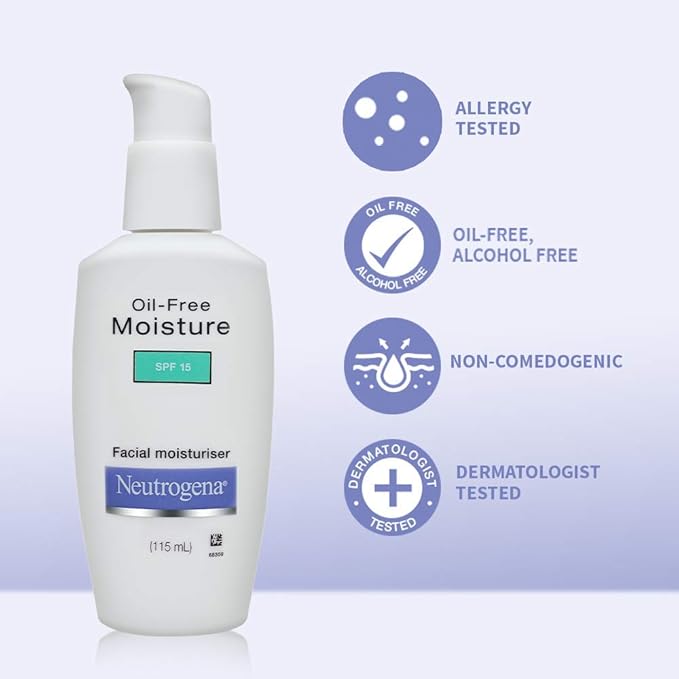 Oil-Free
Moisture
SPF 15
Facial moisturiser
Neutrogena®
(115 mL)
68309
ALLERGY
TESTED
OIL FREE
ALCOHOL FREE
OIL-FREE,
ALCOHOL FREE
NON-COMEDOGENIC
DERMATOLOGIST
TESTED
DERMATOLOGIST
TESTED